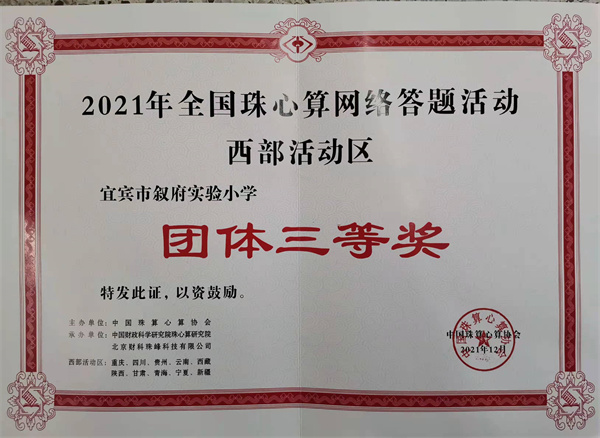 2021年全国珠心算网络答题活动
西部活动区
宜宾市叙府实验小学
团体三等奖
特发此证，以资鼓励。
主办单位：中国珠算心算协会
承办单位：中国财政科学研究院珠心算研究院
北京财科珠峰科技有限公司
西部活动区：重庆、四川、贵州、云南、西藏
陕西、甘肃、青海、宁夏、新疆
中国珠算心算协会
2021年12月